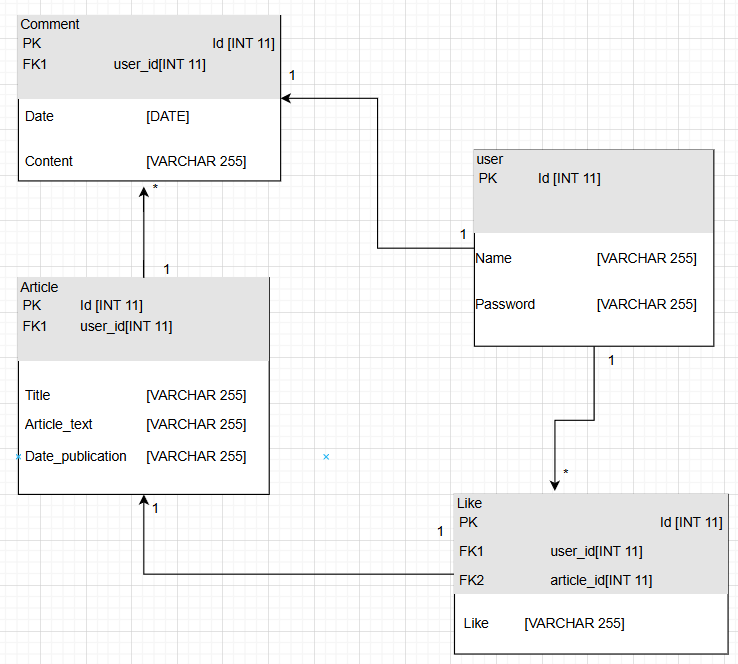 Comment
PK Id [INT 11]
FK1 user_id[INT 11]
1
Date [DATE]
Content [VARCHAR 255]
*
user
PK Id [INT 11]
1
Name [VARCHAR 255]
Password [VARCHAR 255]
1
1
Article
PK Id [INT 11]
FK1 user_id[INT 11]
Title [VARCHAR 255]
Article_text [VARCHAR 255]
Date_publication [VARCHAR 255]
1
*
1
Like
PK Id [INT 11]
FK1 user_id[INT 11]
FK2 article_id[INT 11]
Like [VARCHAR 255]